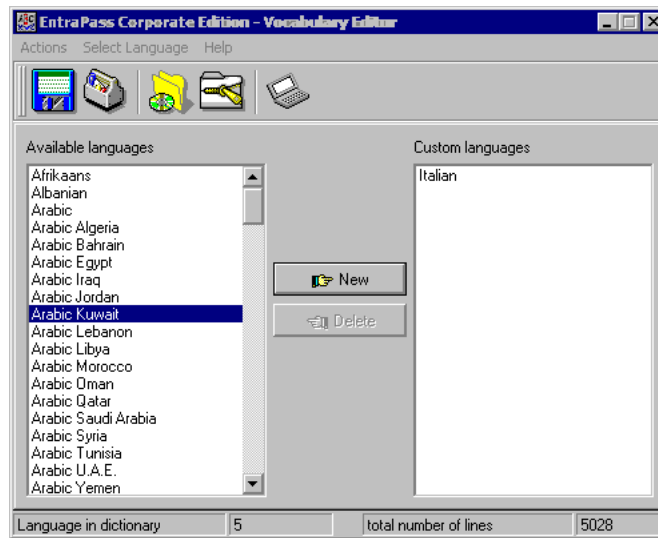 EntraPass Corporate Edition - Vocabulary Editor
Actions Select Language Help
Available languages
Custom languages
Afrikaans
Albanian
Arabic
Arabic Algeria
Arabic Bahrain
Arabic Egypt
Arabic Iraq
Arabic Jordan
Arabic Kuwait
Arabic Lebanon
Arabic Libya
Arabic Morocco
Arabic Oman
Arabic Qatar
Arabic Saudi Arabia
Arabic Syria
Arabic Tunisia
Arabic U.A.E.
Arabic Yemen
New
Delete
Italian
Language in dictionary 5 total number of lines 5028